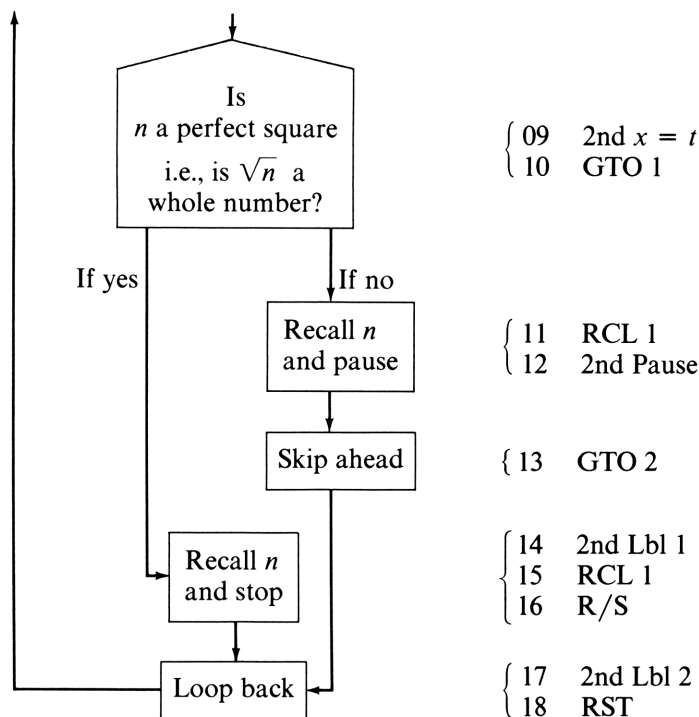 Is
n a perfect square
i.e., is √n a
whole number?
{ 09 2nd x = t
10 GTO 1
If yes
If no
Recall n
and pause
{ 11 RCL 1
12 2nd Pause
Skip ahead
{ 13 GTO 2
Recall n
and stop
{ 14 2nd Lbl 1
15 RCL 1
16 R/S
Loop back
{ 17 2nd Lbl 2
18 RST